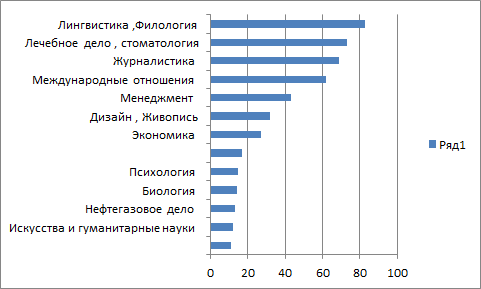 Лингвистика ,Филология
Лечебное дело , стоматология
Журналистика
Международные отношения
Менеджмент
Дизайн , Живопись
Экономика
Психология
Биология
Нефтегазовое дело
Искусства и гуманитарные науки
Ряд1
0 20 40 60 80 100